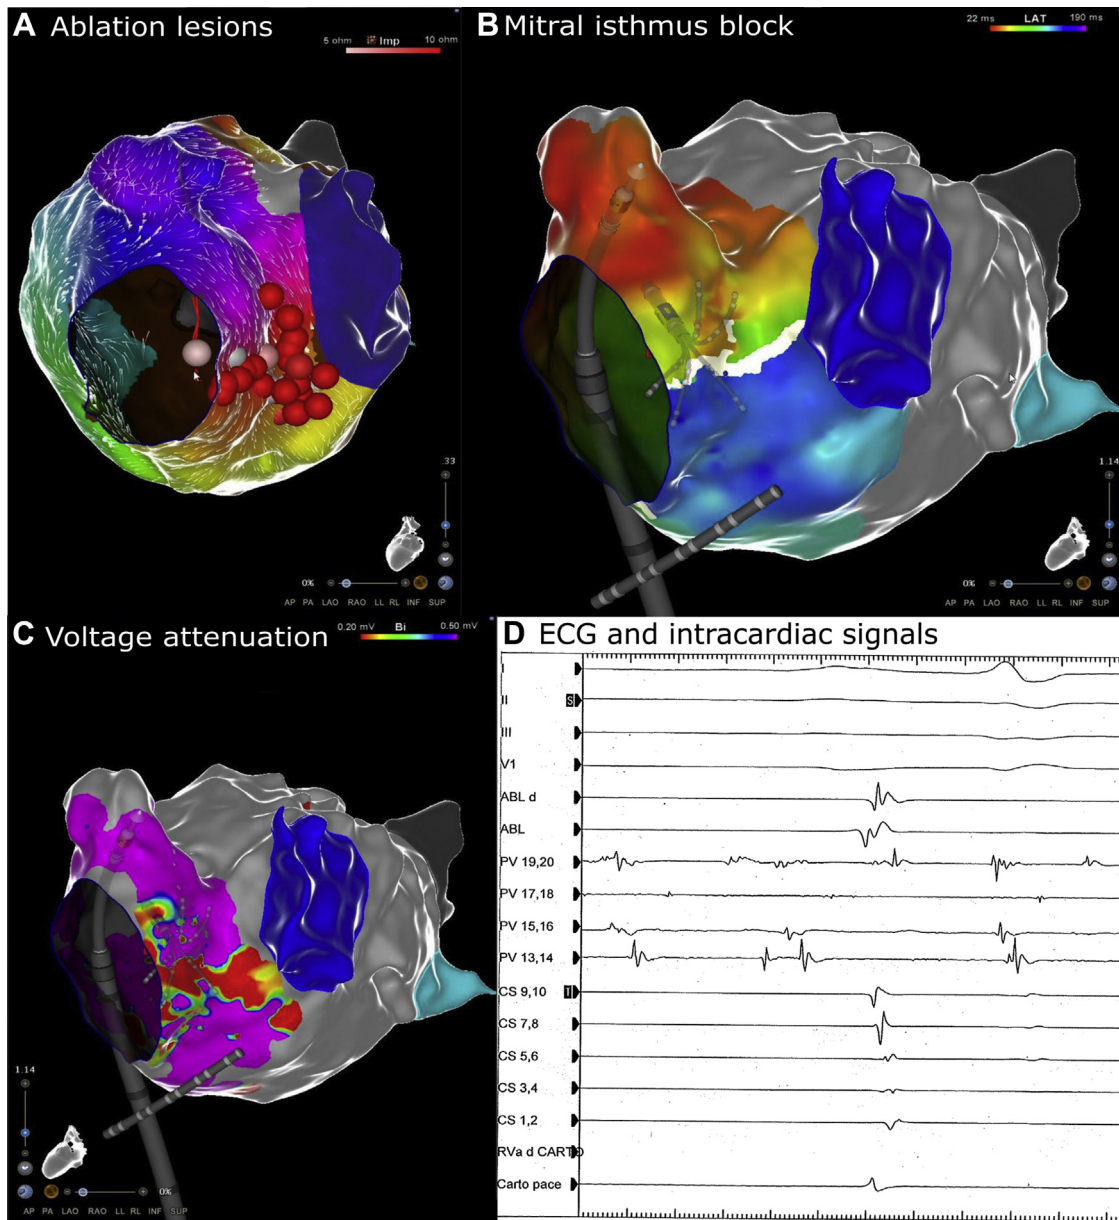 A Ablation lesions
5 ohm Imp 10 ohm
.33
0%
AP PA LAO RAO LL RL INF SUP
B Mitral isthmus block
22 ms LAT 190 ms
1.14
0%
AP PA LAO RAO LL RL INF SUP
C Voltage attenuation
0.20 mV Bi 0.50 mV
1.14
0%
AP PA LAO RAO LL RL INF SUP
D ECG and intracardiac signals
I
II S
III
V1
ABL d
ABL
PV 19,20
PV 17,18
PV 15,16
PV 13,14
CS 9,10 T
CS 7,8
CS 5,6
CS 3,4
CS 1,2
RVa d CARTO
Carto pace